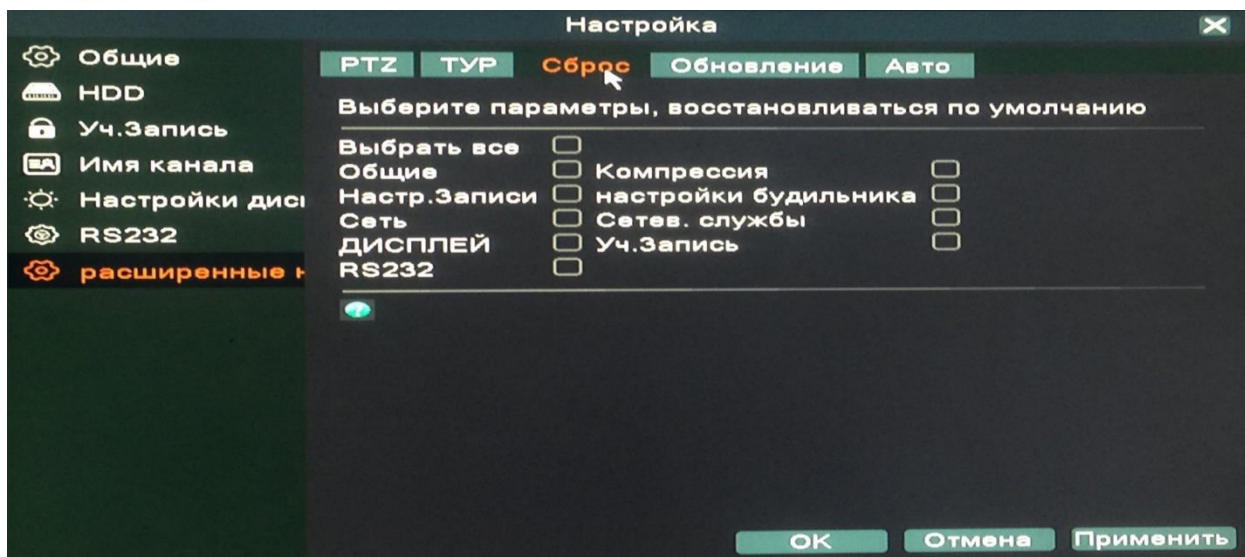 Настройка
Общие
HDD
Уч.Запись
Имя канала
Настройки дис
RS232
расширенные н
PTZ ТУР Сброс Обновление Авто
Выберите параметры, восстановливаться по умолчанию
Выбрать все
Общие Компрессия
Настр.Записи настройки будильника
Сеть Сетев. службы
ДИСПЛЕЙ Уч.Запись
RS232
OK Отмена Применить